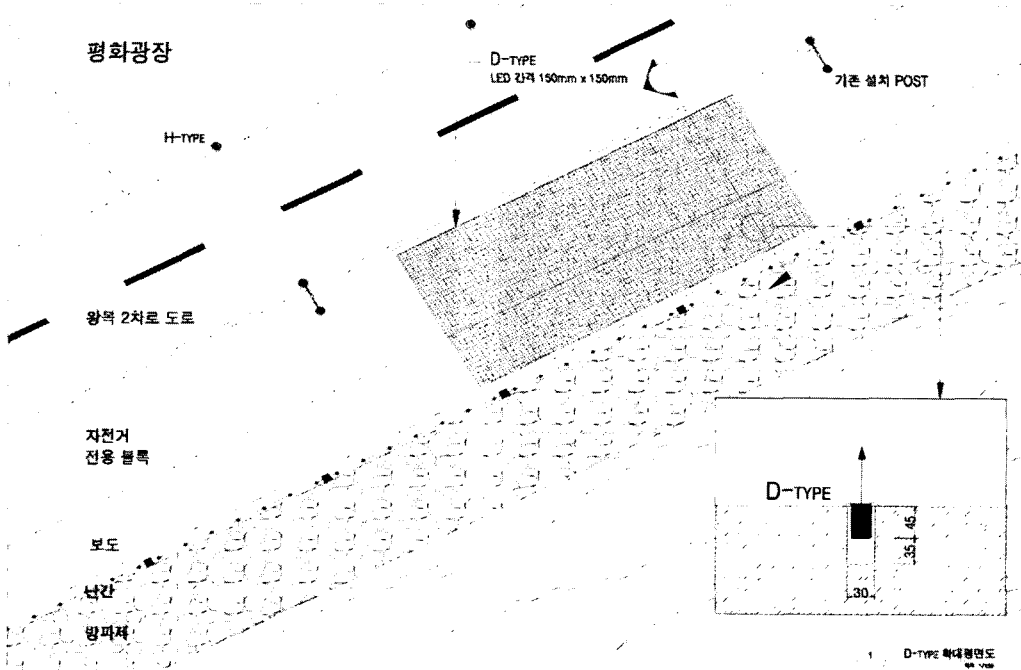 평화광장
D-TYPE
LED 간격 150mm x 150mm
기존 설치 POST
H-TYPE
왕복 2차로 도로
자전거
전용 블록
보도
난간
방파제
D-TYPE
45
35
30
1 D-TYPE 확대평면도